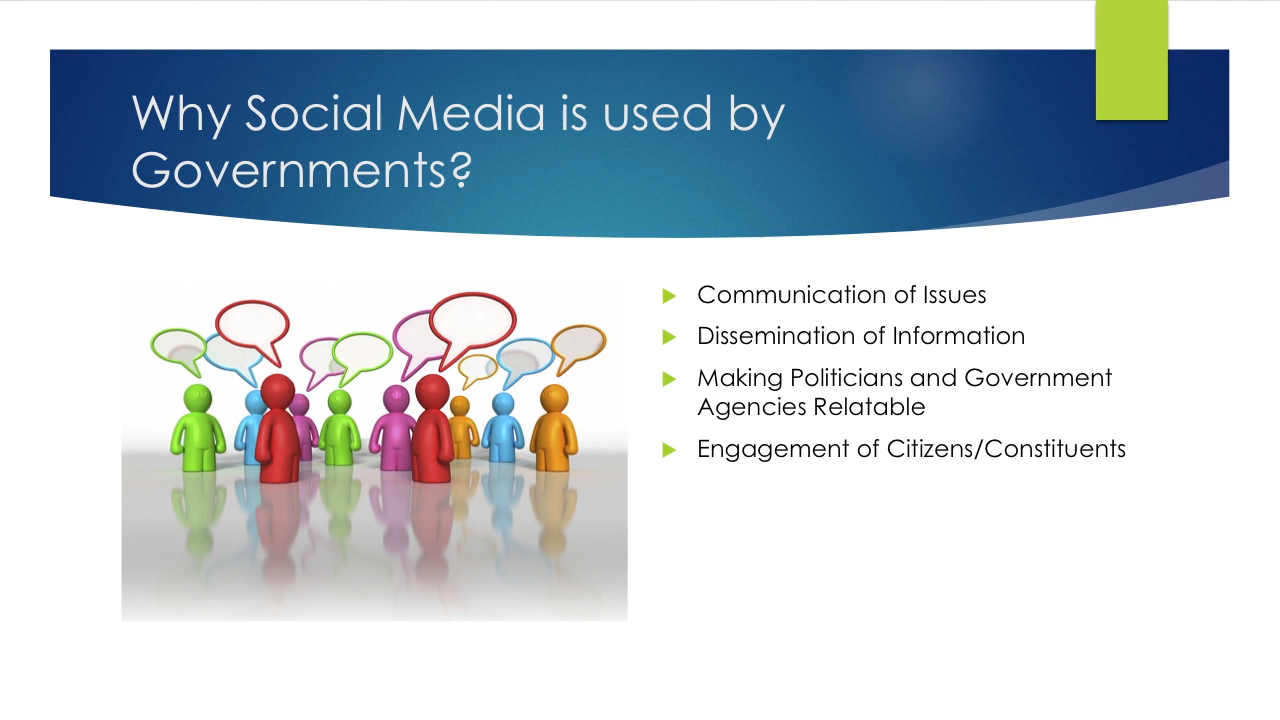 Why Social Media is used by
Governments?
Communication of Issues
Dissemination of Information
Making Politicians and Government
Agencies Relatable
Engagement of Citizens/Constituents